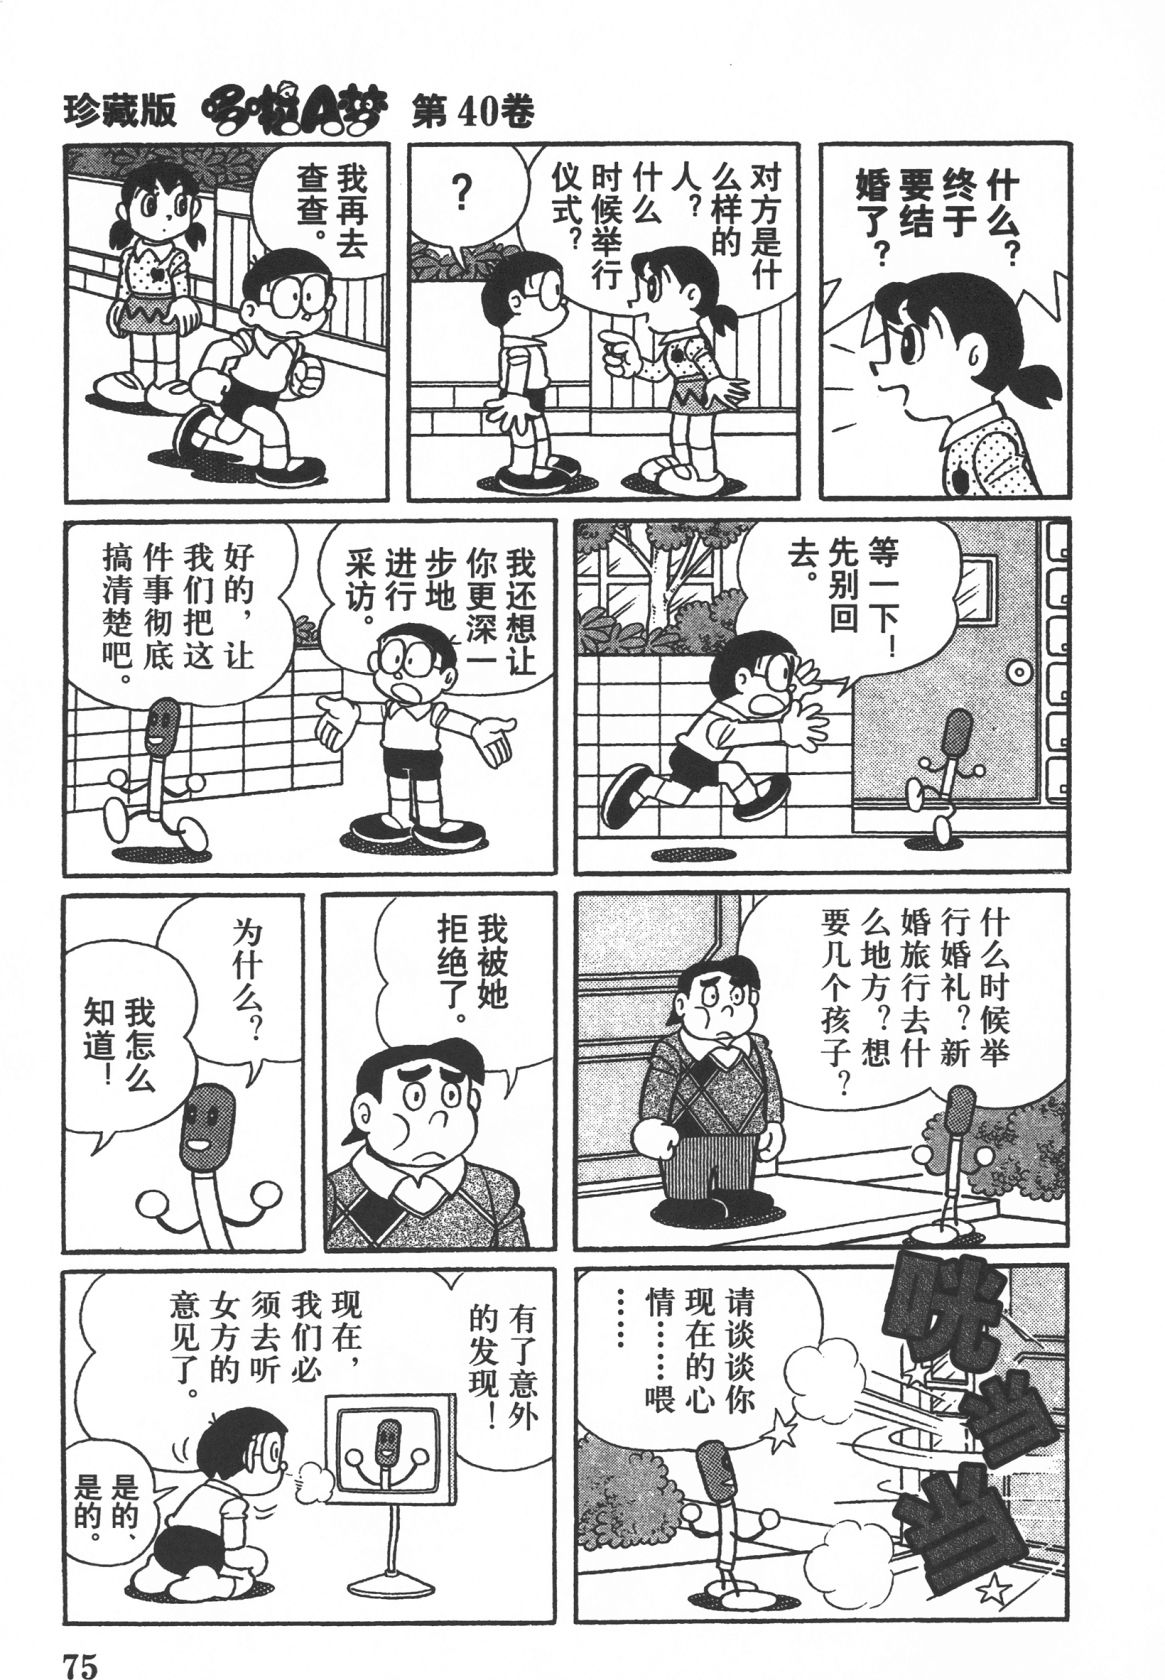 珍藏版 哆啦A梦 第40卷
什么？
终于
要结
婚了？
对方是什
么样的
人？
什么
时候举行
仪式？
？
我再去
查查。
等一下！
先别回
去。
我还想让
你更深一
步地
进行
采访。
好的，让
我们把这
件事彻底
搞清楚吧。
什么时候举
行婚礼？新
婚旅行去什
么地方？想
要几个孩子？
我被她
拒绝了。
为什么？
我怎么
知道！
请谈谈你
现在的心
情……喂
……
咣
当
当
有了意外
的发现！
现在，
我们必
须去听
女方的
意见了。
是的、
是的。
75